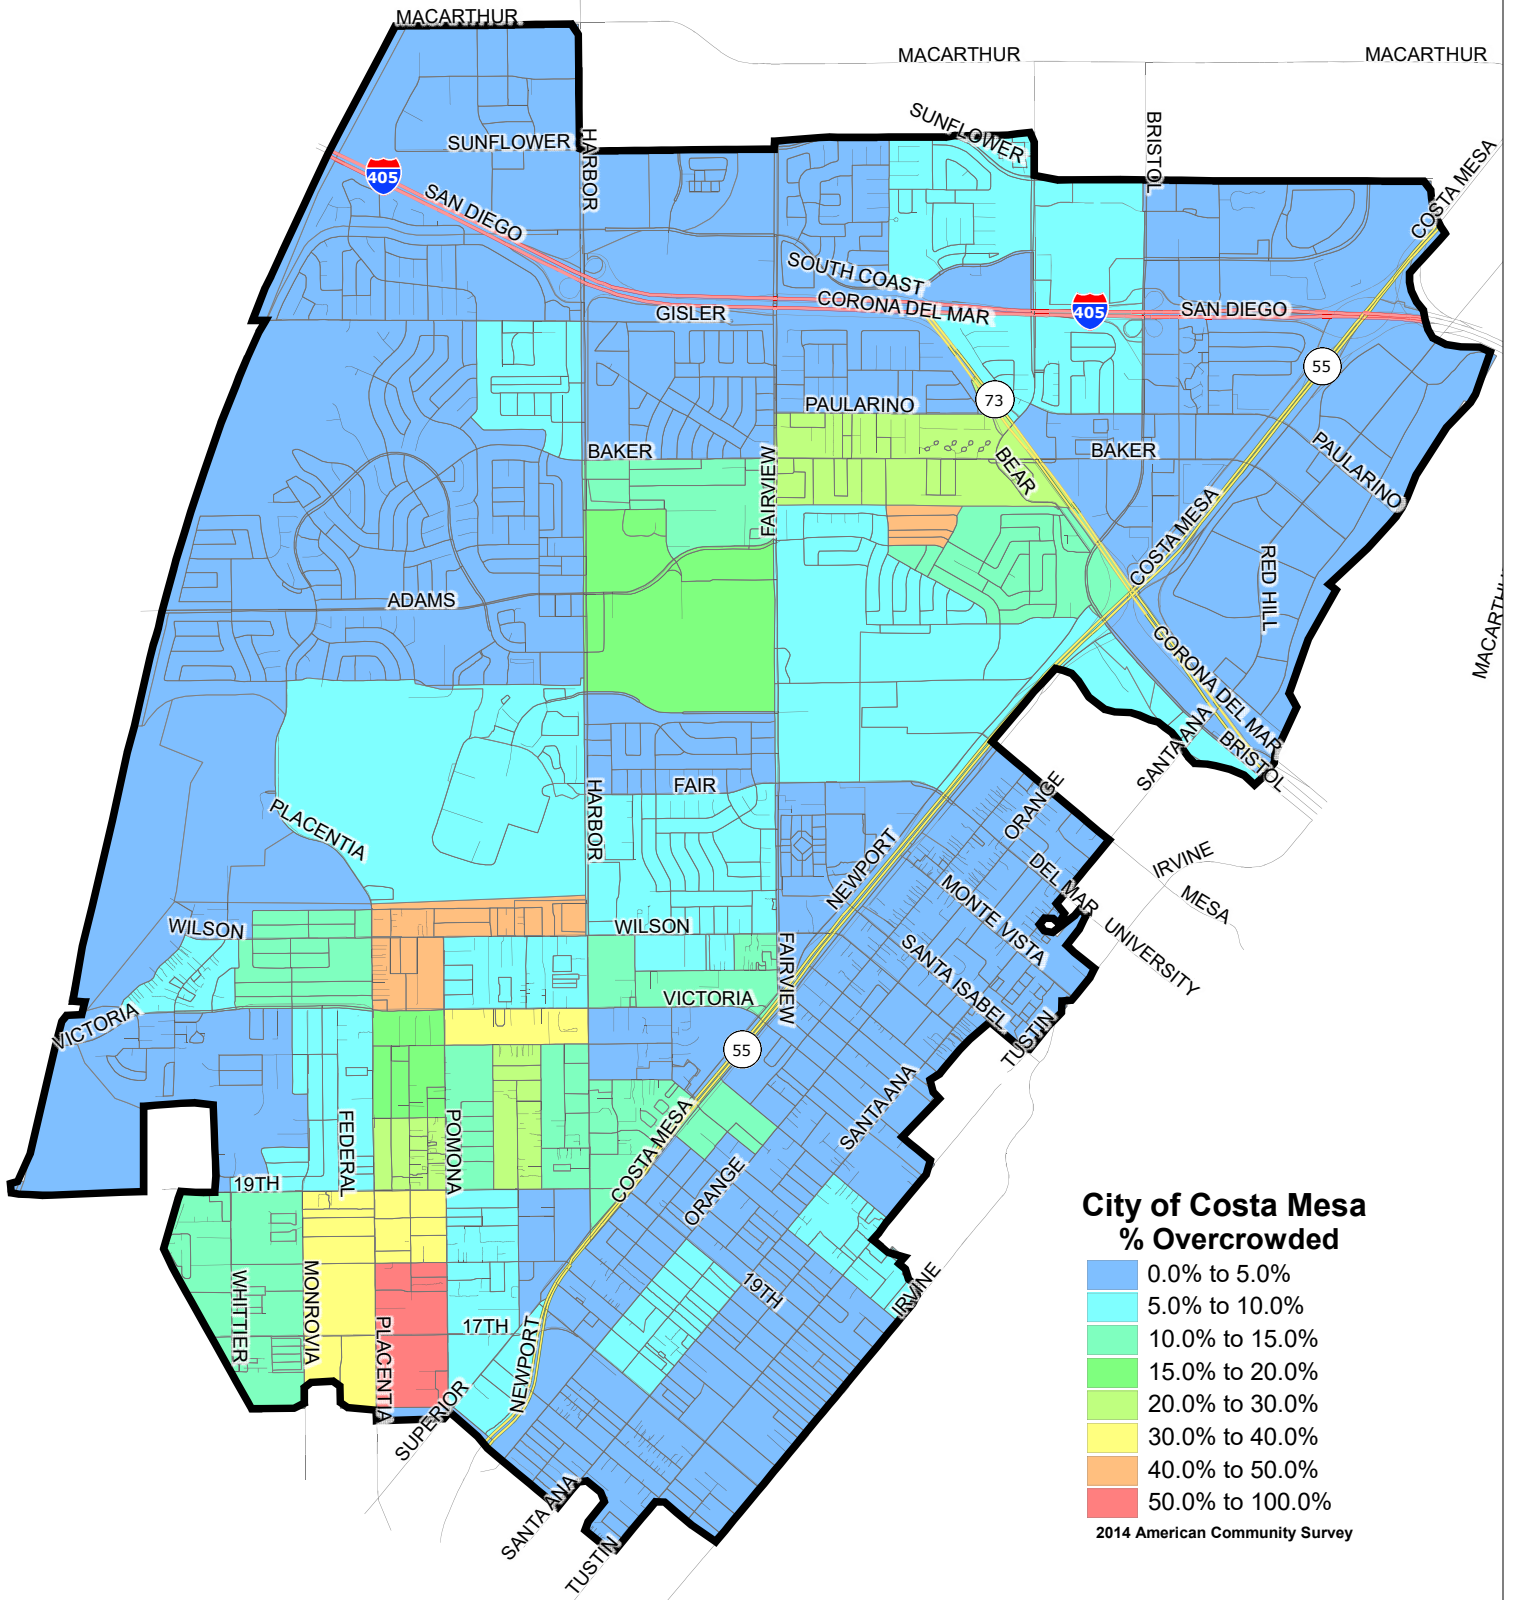 MACARTHUR
MACARTHUR
MACARTHUR
SUNFLOWER
HARBOR
SUNFLOWER
BRISTOL
COSTA MESA
405
SAN DIEGO
SOUTH COAST
CORONA DEL MAR
GISLER
405
SAN DIEGO
55
73
PAULARINO
BAKER
FAIRVIEW
BEAR
BAKER
PAULARINO
COSTA MESA
RED HILL
MACARTHU
ADAMS
CORONA DEL MAR
SANTA ANA
BRISTOL
FAIR
HARBOR
PLACENTIA
ORANGE
NEWPORT
IRVINE
DEL MAR
MESA
MONTE VISTA
UNIVERSITY
WILSON
WILSON
FAIRVIEW
SANTA ISABEL
VICTORIA
VICTORIA
55
TUSTIN
SANTA ANA
FEDERAL
POMONA
COSTA MESA
ORANGE
19TH
WHITTIER
MONROVIA
PLACENTIA
17TH
NEWPORT
19TH
IRVINE
SUPERIOR
SANTA ANA
TUSTIN
City of Costa Mesa
% Overcrowded
0.0% to 5.0%
5.0% to 10.0%
10.0% to 15.0%
15.0% to 20.0%
20.0% to 30.0%
30.0% to 40.0%
40.0% to 50.0%
50.0% to 100.0%
2014 American Community Survey